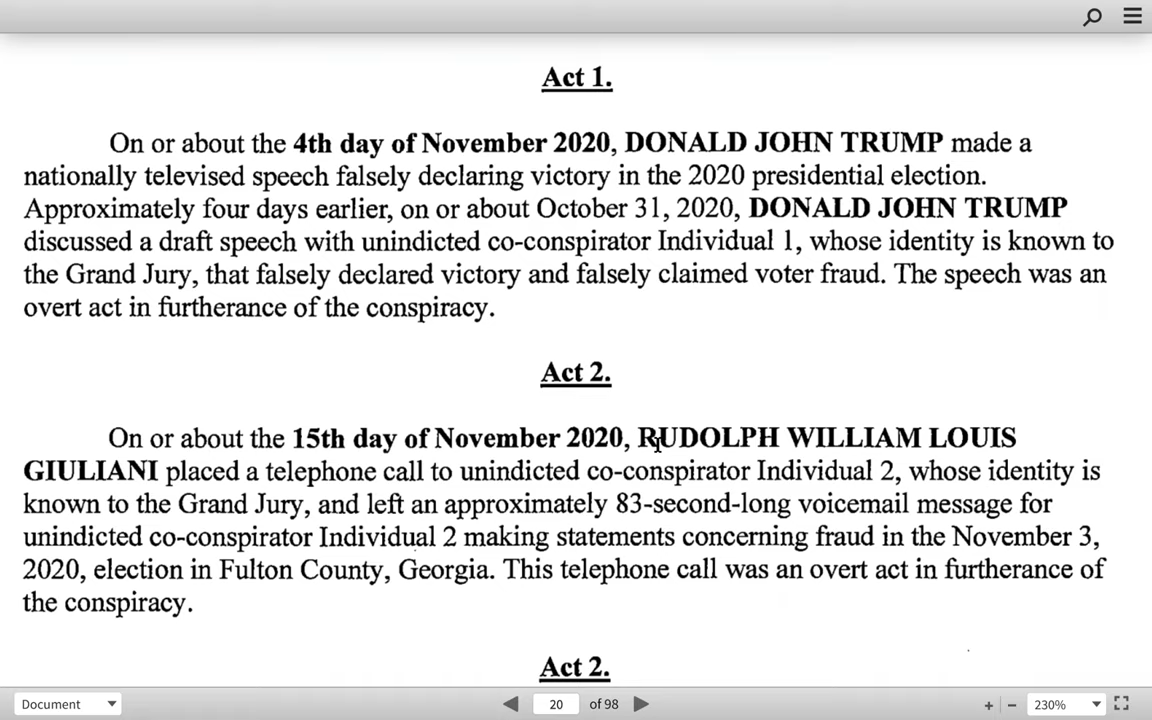 Act 1.
On or about the 4th day of November 2020, DONALD JOHN TRUMP made a
nationally televised speech falsely declaring victory in the 2020 presidential election.
Approximately four days earlier, on or about October 31, 2020, DONALD JOHN TRUMP
discussed a draft speech with unindicted co-conspirator Individual 1, whose identity is known to
the Grand Jury, that falsely declared victory and falsely claimed voter fraud. The speech was an
overt act in furtherance of the conspiracy.
Act 2.
On or about the 15th day of November 2020, RUDOLPH WILLIAM LOUIS
GIULIANI placed a telephone call to unindicted co-conspirator Individual 2, whose identity is
known to the Grand Jury, and left an approximately 83-second-long voicemail message for
unindicted co-conspirator Individual 2 making statements concerning fraud in the November 3,
2020, election in Fulton County, Georgia. This telephone call was an overt act in furtherance of
the conspiracy.
Act 2.
Document 20 of 98 + - 230%